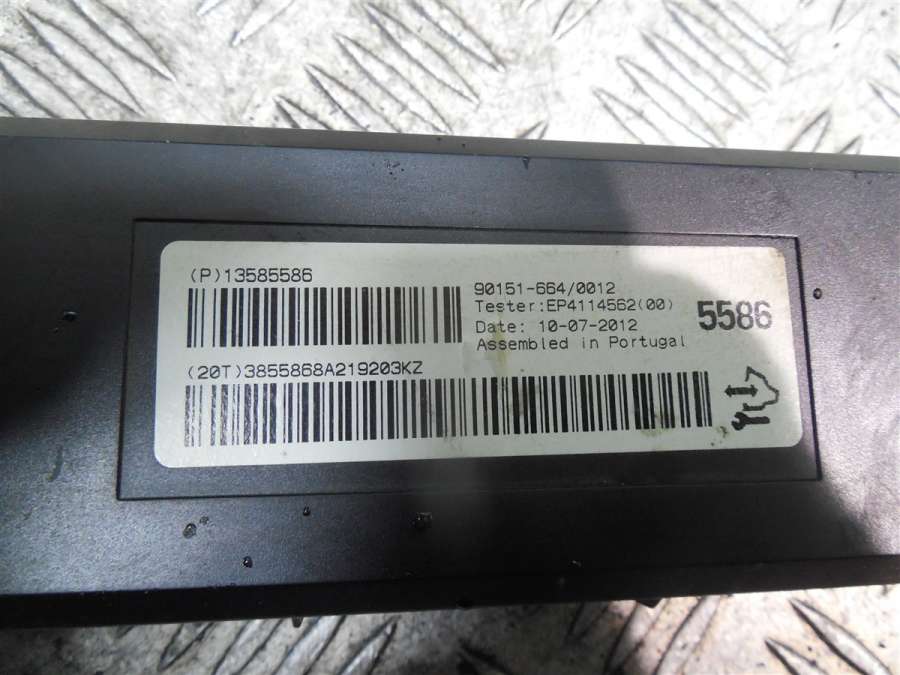 (P)13585586
(20T)3855868A219203KZ
90151-664/0012
Tester:EP4114562(00)
Date: 10-07-2012
Assembled in Portugal
5586